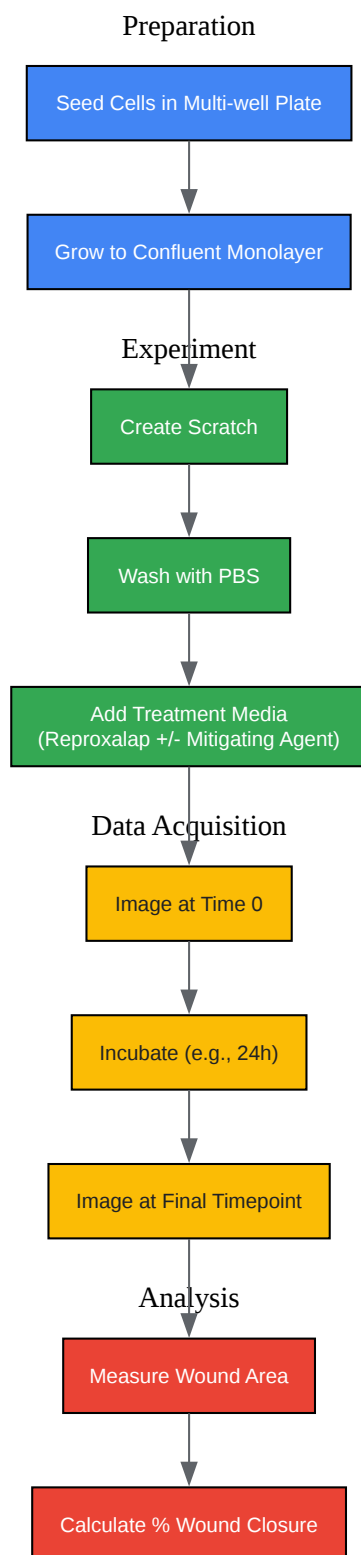 Preparation
Seed Cells in Multi-well Plate
Grow to Confluent Monolayer
Experiment
Create Scratch
Wash with PBS
Add Treatment Media
(Reproxalap +/- Mitigating Agent)
Data Acquisition
Image at Time 0
Incubate (e.g., 24h)
Image at Final Timepoint
Analysis
Measure Wound Area
Calculate % Wound Closure